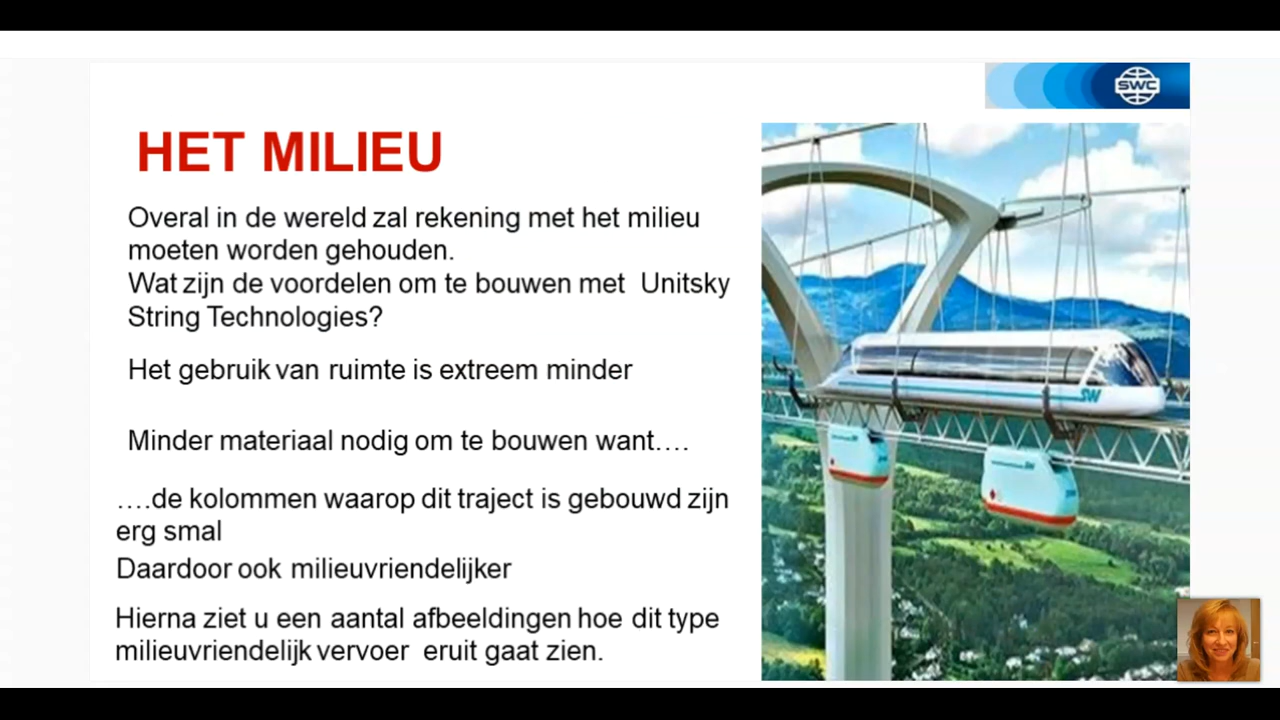 SWC
HET MILIEU
Overal in de wereld zal rekening met het milieu
moeten worden gehouden.
Wat zijn de voordelen om te bouwen met Unitsky
String Technologies?
Het gebruik van ruimte is extreem minder
Minder materiaal nodig om te bouwen want….
….de kolommen waarop dit traject is gebouwd zijn
erg smal
Daardoor ook milieuvriendelijker
Hierna ziet u een aantal afbeeldingen hoe dit type
milieuvriendelijk vervoer eruit gaat zien.
SW